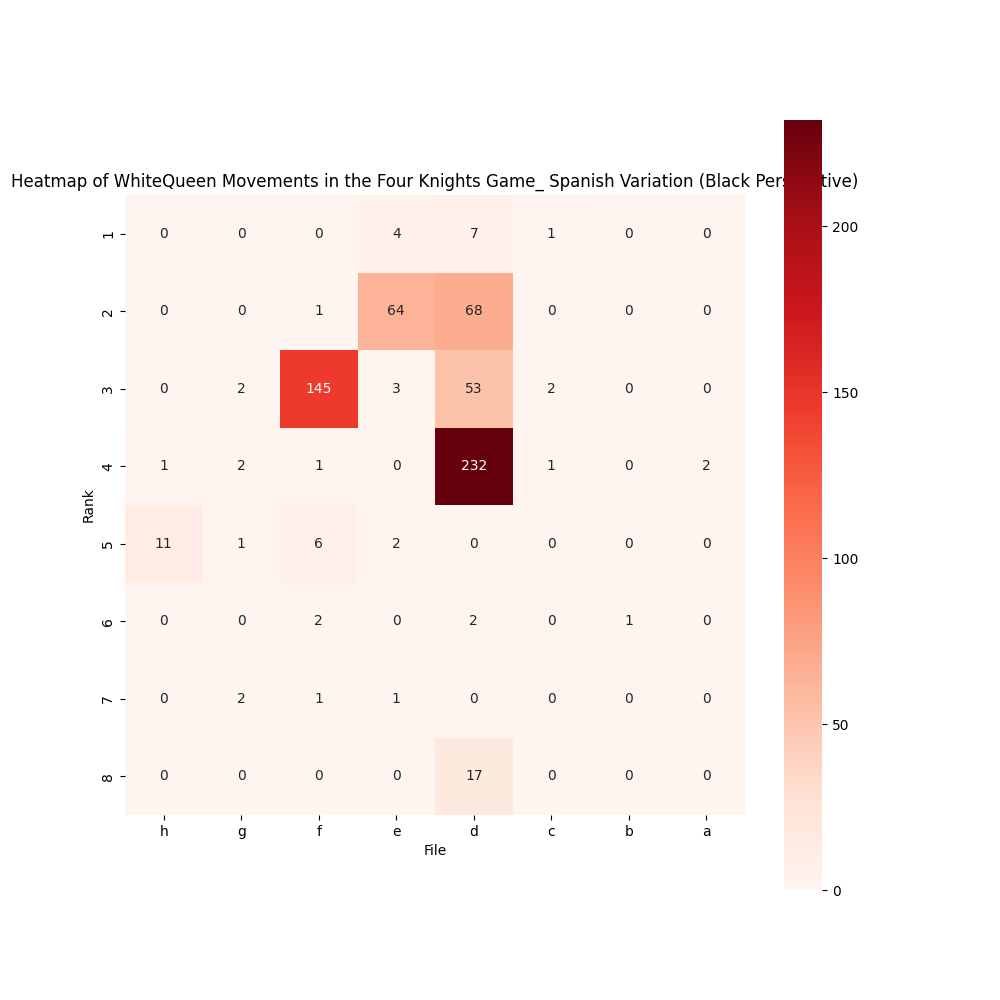 Heatmap of WhiteQueen Movements in the Four Knights Game_ Spanish Variation (Black Perspective)
1 0 0 0 4 7 1 0 0
2 0 0 1 64 68 0 0 0
3 0 2 145 3 53 2 0 0
4 1 2 1 0 232 1 0 2
5 11 1 6 2 0 0 0 0
6 0 0 2 0 2 0 1 0
7 0 2 1 1 0 0 0 0
8 0 0 0 0 17 0 0 0
Rank
h g f e d c b a
File
200
150
100
50
0